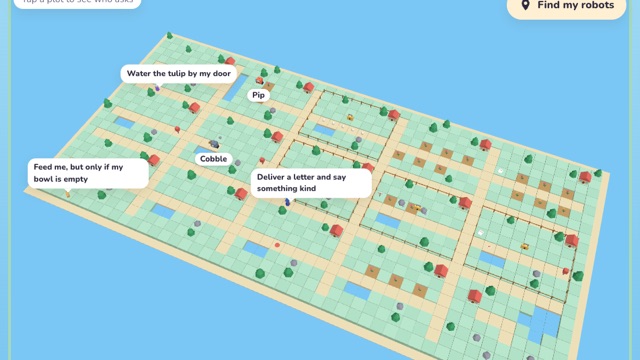 Tap a plot to see who asks
Find my robots
Water the tulip by my door
Pip
Cobble
Feed me, but only if my
bowl is empty
Deliver a letter and say
something kind